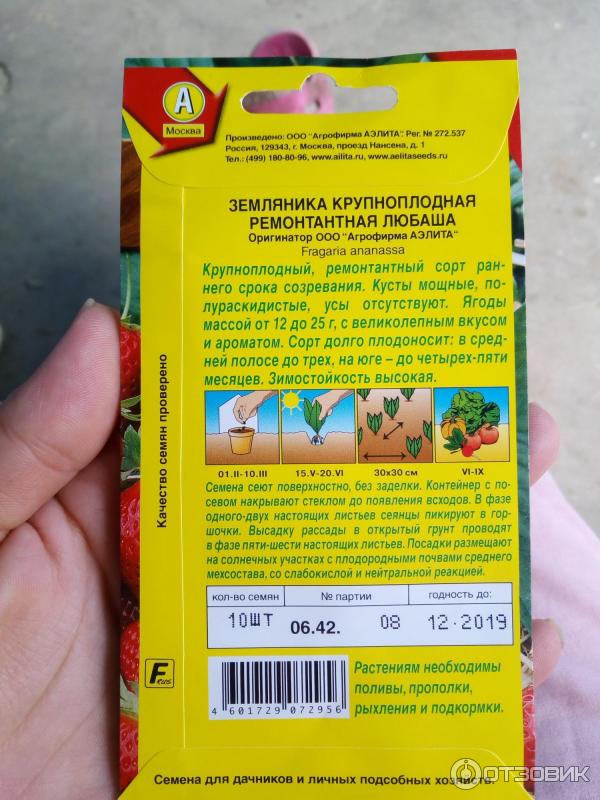 А
Москва
Произведено: ООО "Агрофирма АЭЛИТА". Рег. № 272.537
Россия, 129343, г. Москва, проезд Нансена, д. 1
Тел.: (499) 180-80-96, www.ailita.ru, www.aelitaseeds.ru
ЗЕМЛЯНИКА КРУПНОПЛОДНАЯ
РЕМОНТАНТНАЯ ЛЮБАША
Оригинатор ООО "Агрофирма АЭЛИТА"
Fragaria ananassa
Крупноплодный, ремонтантный сорт ран-
него срока созревания. Кусты мощные, по-
лураскидистые, усы отсутствуют. Ягоды
массой от 12 до 25 г, с великолепным вкусом
и ароматом. Сорт долго плодоносит: в сред-
ней полосе до трех, на юге – до четырех-пяти
месяцев. Зимостойкость высокая.
01.II-10.III 15.V-20.VI 30x30 см VI-IX
Семена сеют поверхностно, без заделки. Контейнер с по-
севом накрывают стеклом до появления всходов. В фазе
одного-двух настоящих листьев сеянцы пикируют в гор-
шочки. Высадку рассады в открытый грунт проводят
в фазе пяти-шести настоящих листьев. Посадки размещают
на солнечных участках с плодородными почвами среднего
мехсостава, со слабокислой и нейтральной реакцией.
кол-во семян № партии годность до:
10ШТ 06.42. 08 12·2019
Качество семян проверено
F
4 601729 072956
Растениям необходимы
поливы, прополки,
рыхления и подкормки.
Семена для дачников и личных подсобных хозяйств.
ОТЗОВИК